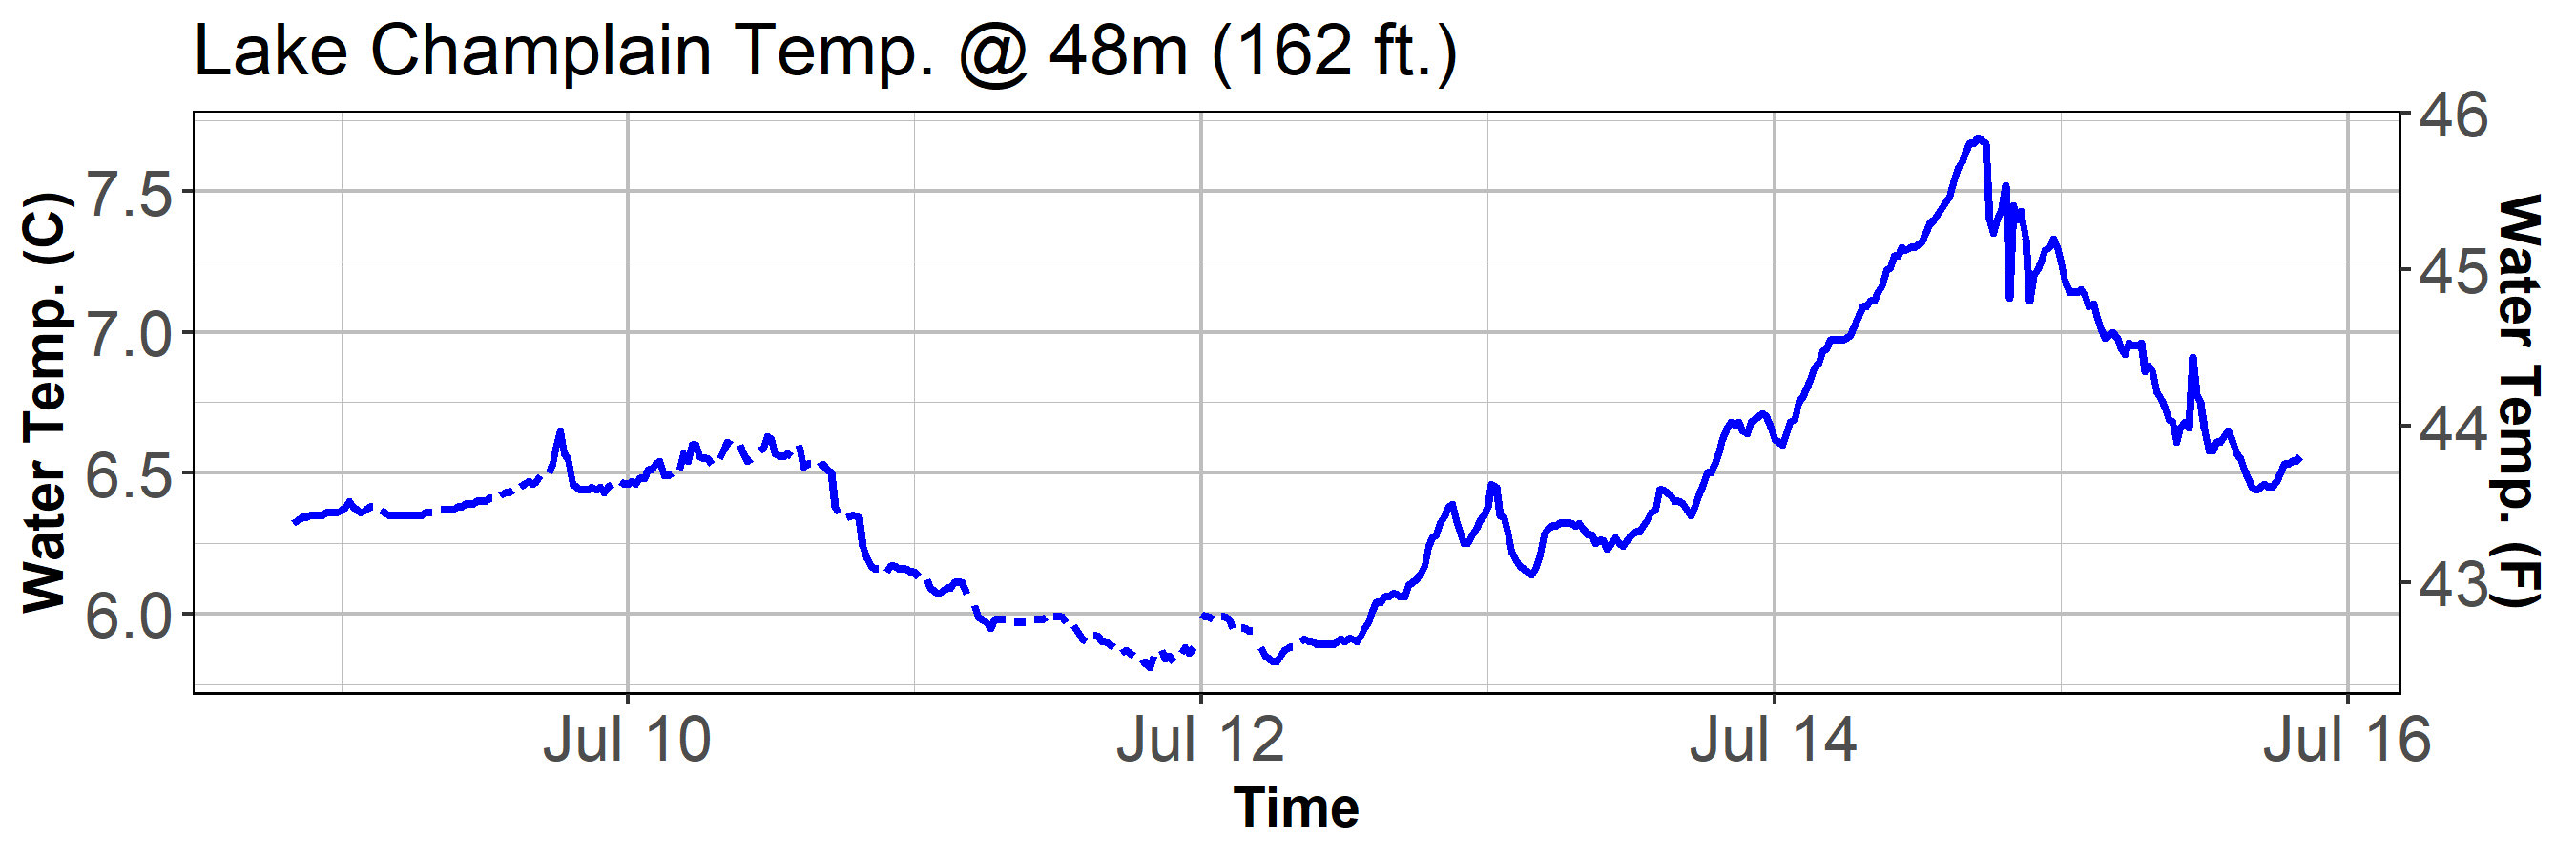 Lake Champlain Temp. @ 48m (162 ft.)
Water Temp. (C)
7.5
7.0
6.5
6.0
46
45
44
43
Water Temp. (F)
Jul 10
Jul 12
Jul 14
Jul 16
Time